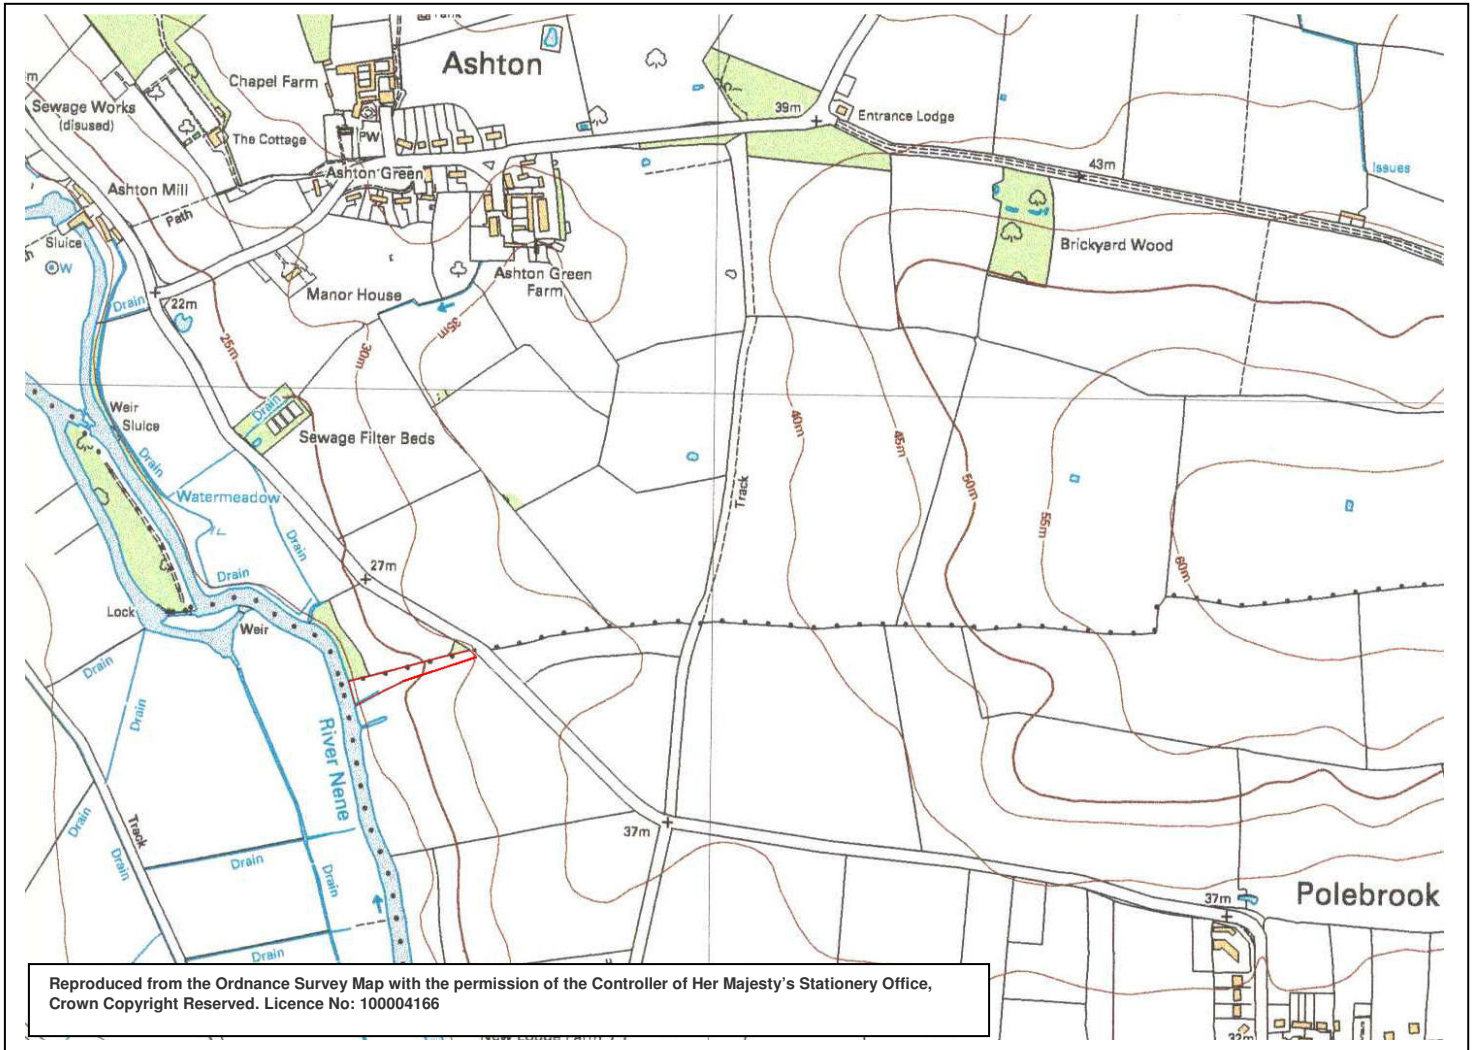 Ashton
Chapel Farm
Sewage Works
(disused)
PW
39m
Entrance Lodge
The Cottage
43m
Issues
Ashton Green
Ashton Mill
Path
Sluice
W
Brickyard Wood
Ashton Green
Farm
Manor House
Drain
22m
25m
30m
35m
Weir
Sluice
Drain
Sewage Filter Beds
40m
45m
50m
55m
60m
Drain
Watermeadow
Track
Drain
Drain
27m
Lock
Weir
Drain
Drain
River Nene
Track
Drain
Drain
Drain
Drain
37m
37m
Polebrook
Drain
32m
Reproduced from the Ordnance Survey Map with the permission of the Controller of Her Majesty's Stationery Office,
Crown Copyright Reserved. Licence No: 100004166